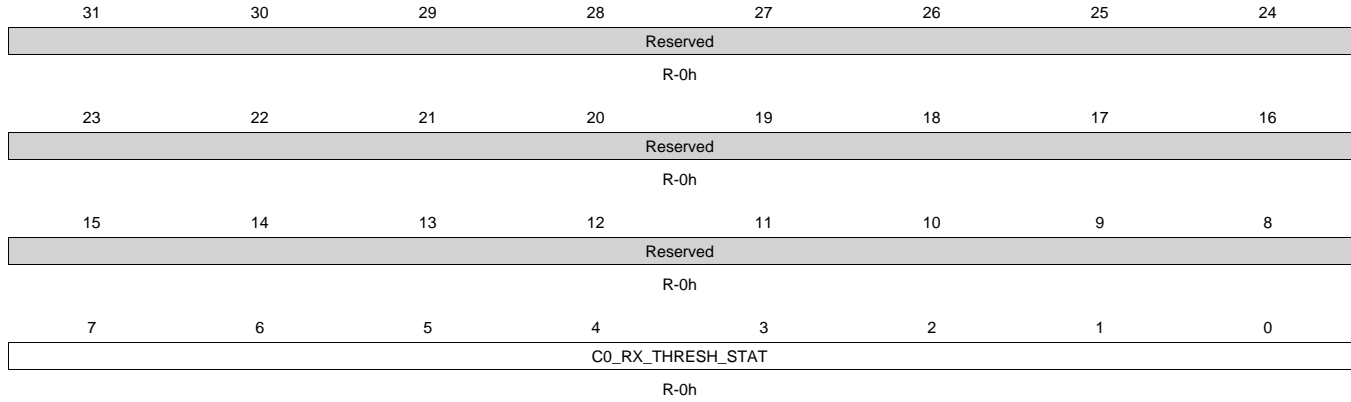 31 30 29 28 27 26 25 24
Reserved
R-0h
23 22 21 20 19 18 17 16
Reserved
R-0h
15 14 13 12 11 10 9 8
Reserved
R-0h
7 6 5 4 3 2 1 0
C0_RX_THRESH_STAT
R-0h